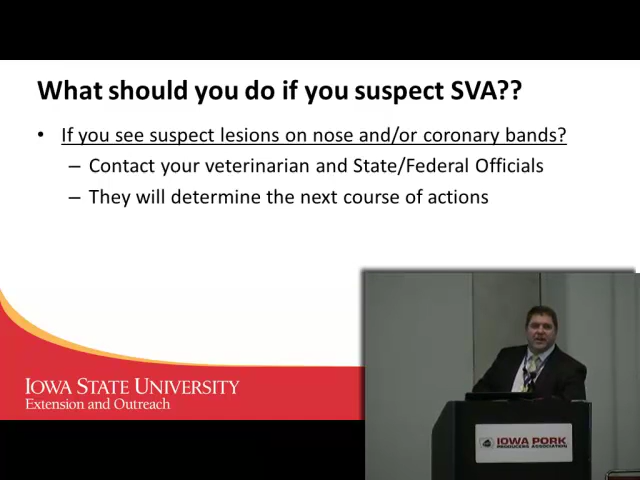 What should you do if you suspect SVA??
• If you see suspect lesions on nose and/or coronary bands?
– Contact your veterinarian and State/Federal Officials
– They will determine the next course of actions
IOWA STATE UNIVERSITY
Extension and Outreach
IOWA PORK
PRODUCERS ASSOCIATION